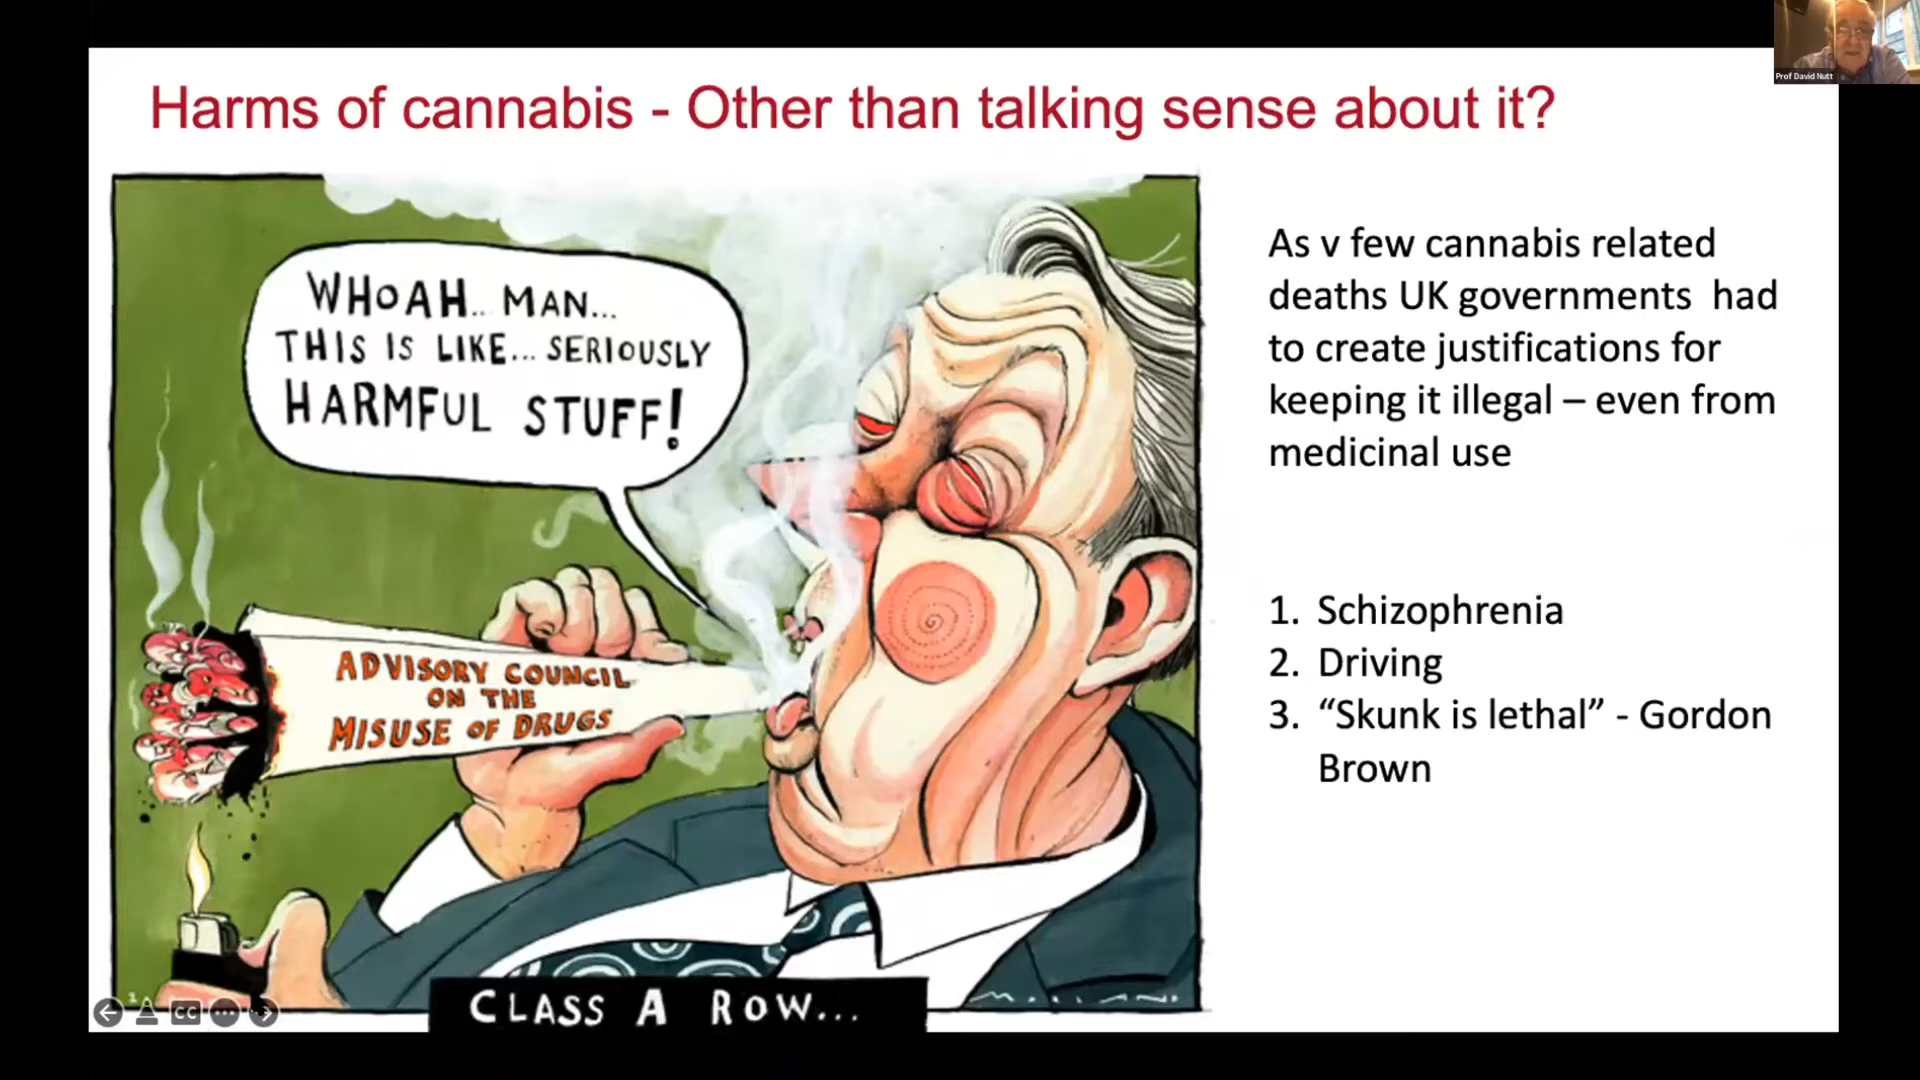 Prof David Nutt
Harms of cannabis - Other than talking sense about it?
WHOAH.. MAN...
THIS IS LIKE... SERIOUSLY
HARMFUL STUFF!
ADVISORY COUNCIL
ON THE
MISUSE OF DRUGS
CLASS A ROW...
As v few cannabis related
deaths UK governments had
to create justifications for
keeping it illegal – even from
medicinal use
1. Schizophrenia
2. Driving
3. “Skunk is lethal” - Gordon
Brown
CC